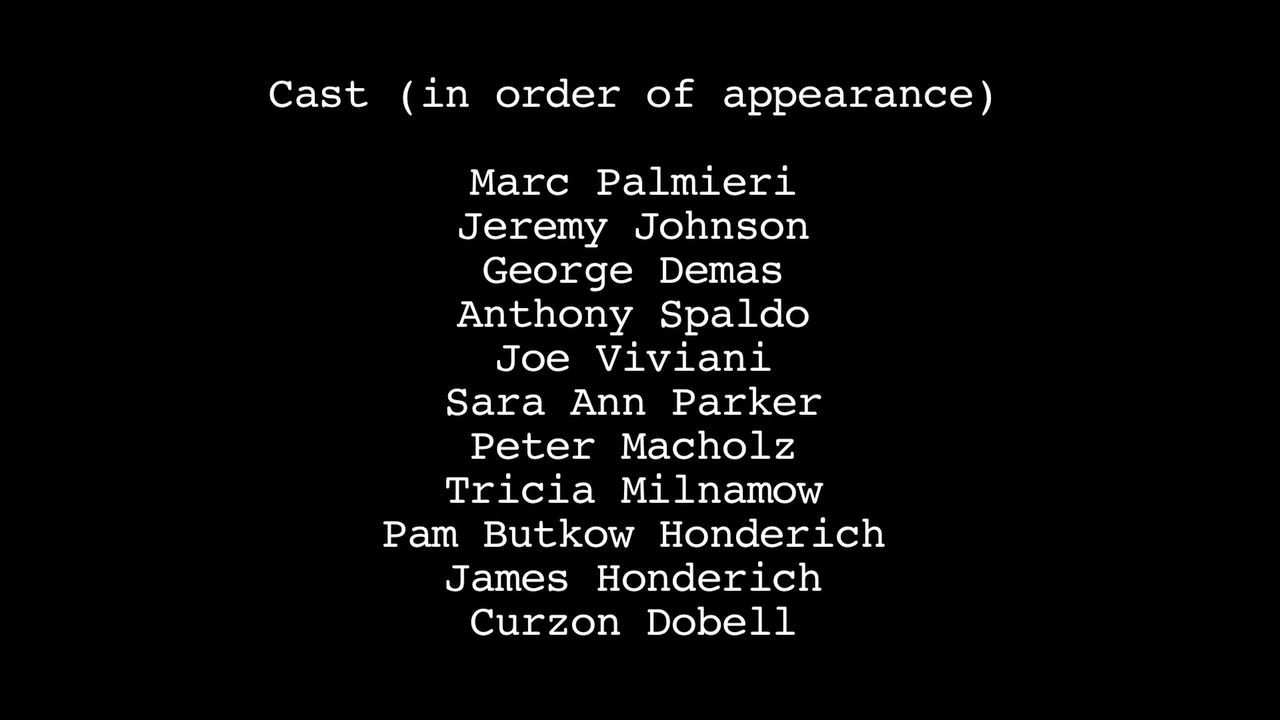 Cast (in order of appearance)
Marc Palmieri
Jeremy Johnson
George Demas
Anthony Spaldo
Joe Viviani
Sara Ann Parker
Peter Macholz
Tricia Milnamow
Pam Butkow Honderich
James Honderich
Curzon Dobell